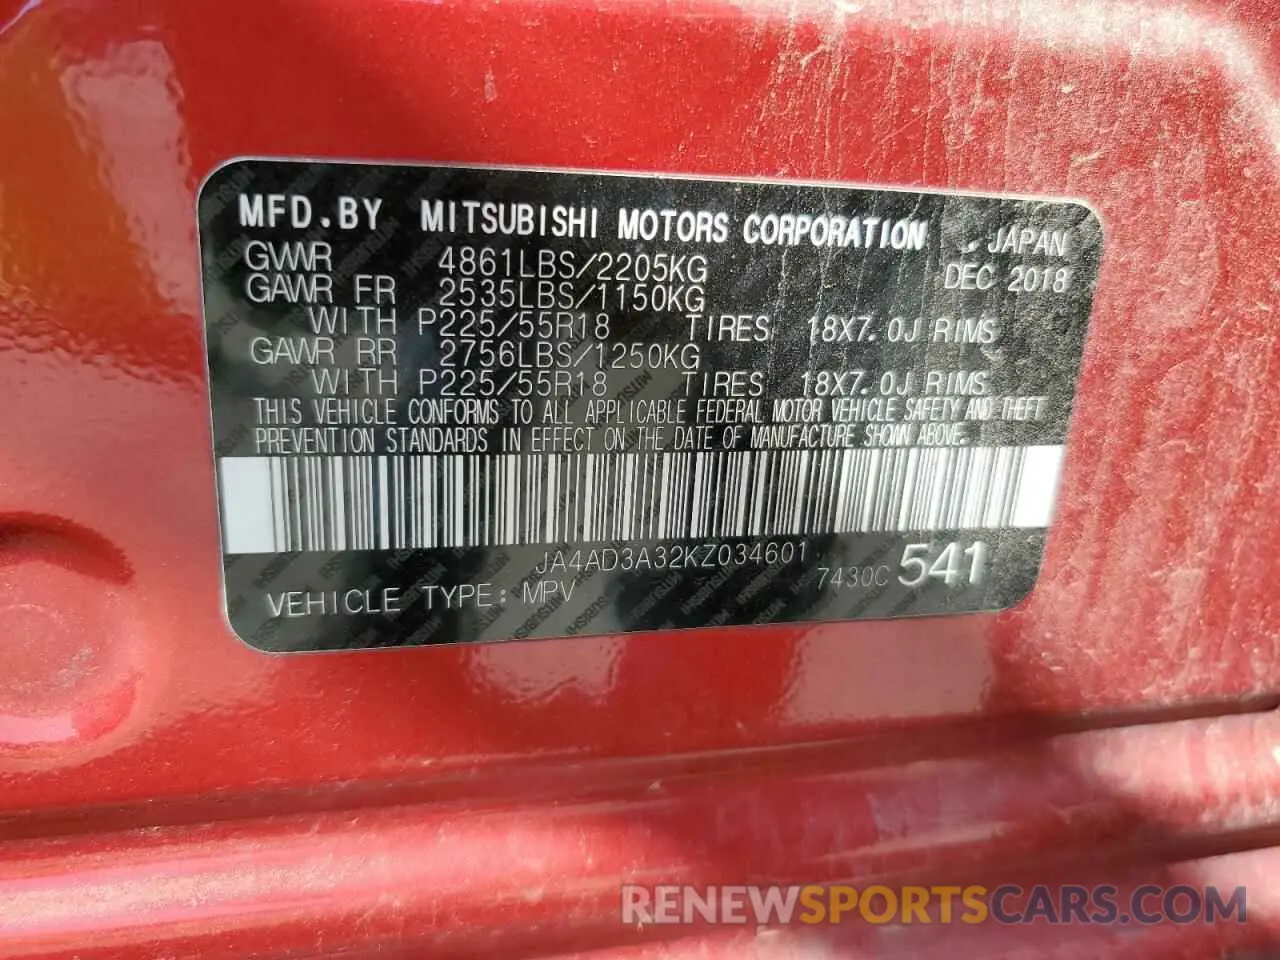 MFD.BY MITSUBISHI MOTORS CORPORATION , JAPAN
GVWR 4861LBS/2205KG DEC 2018
GAWR FR 2535LBS/1150KG
WITH P225/55R18 TIRES 18X7.0J RIMS
GAWR RR 2756LBS/1250KG
WITH P225/55R18 TIRES 18X7.0J RIMS
THIS VEHICLE CONFORMS TO ALL APPLICABLE FEDERAL MOTOR VEHICLE SAFETY AND THEFT
PREVENTION STANDARDS IN EFFECT ON THE DATE OF MANUFACTURE SHOWN ABOVE.
JA4AD3A32KZ034601
VEHICLE TYPE: MPV 7430C 541
RENEWSPORTSCARS.COM